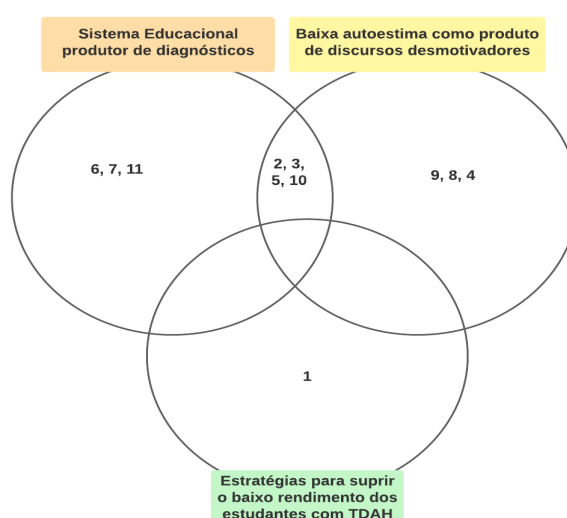 Sistema Educacional
produtor de diagnósticos
Baixa autoestima como produto
de discursos desmotivadores
6, 7, 11
2, 3,
5, 10
9, 8, 4
1
Estratégias para suprir
o baixo rendimento dos
estudantes com TDAH